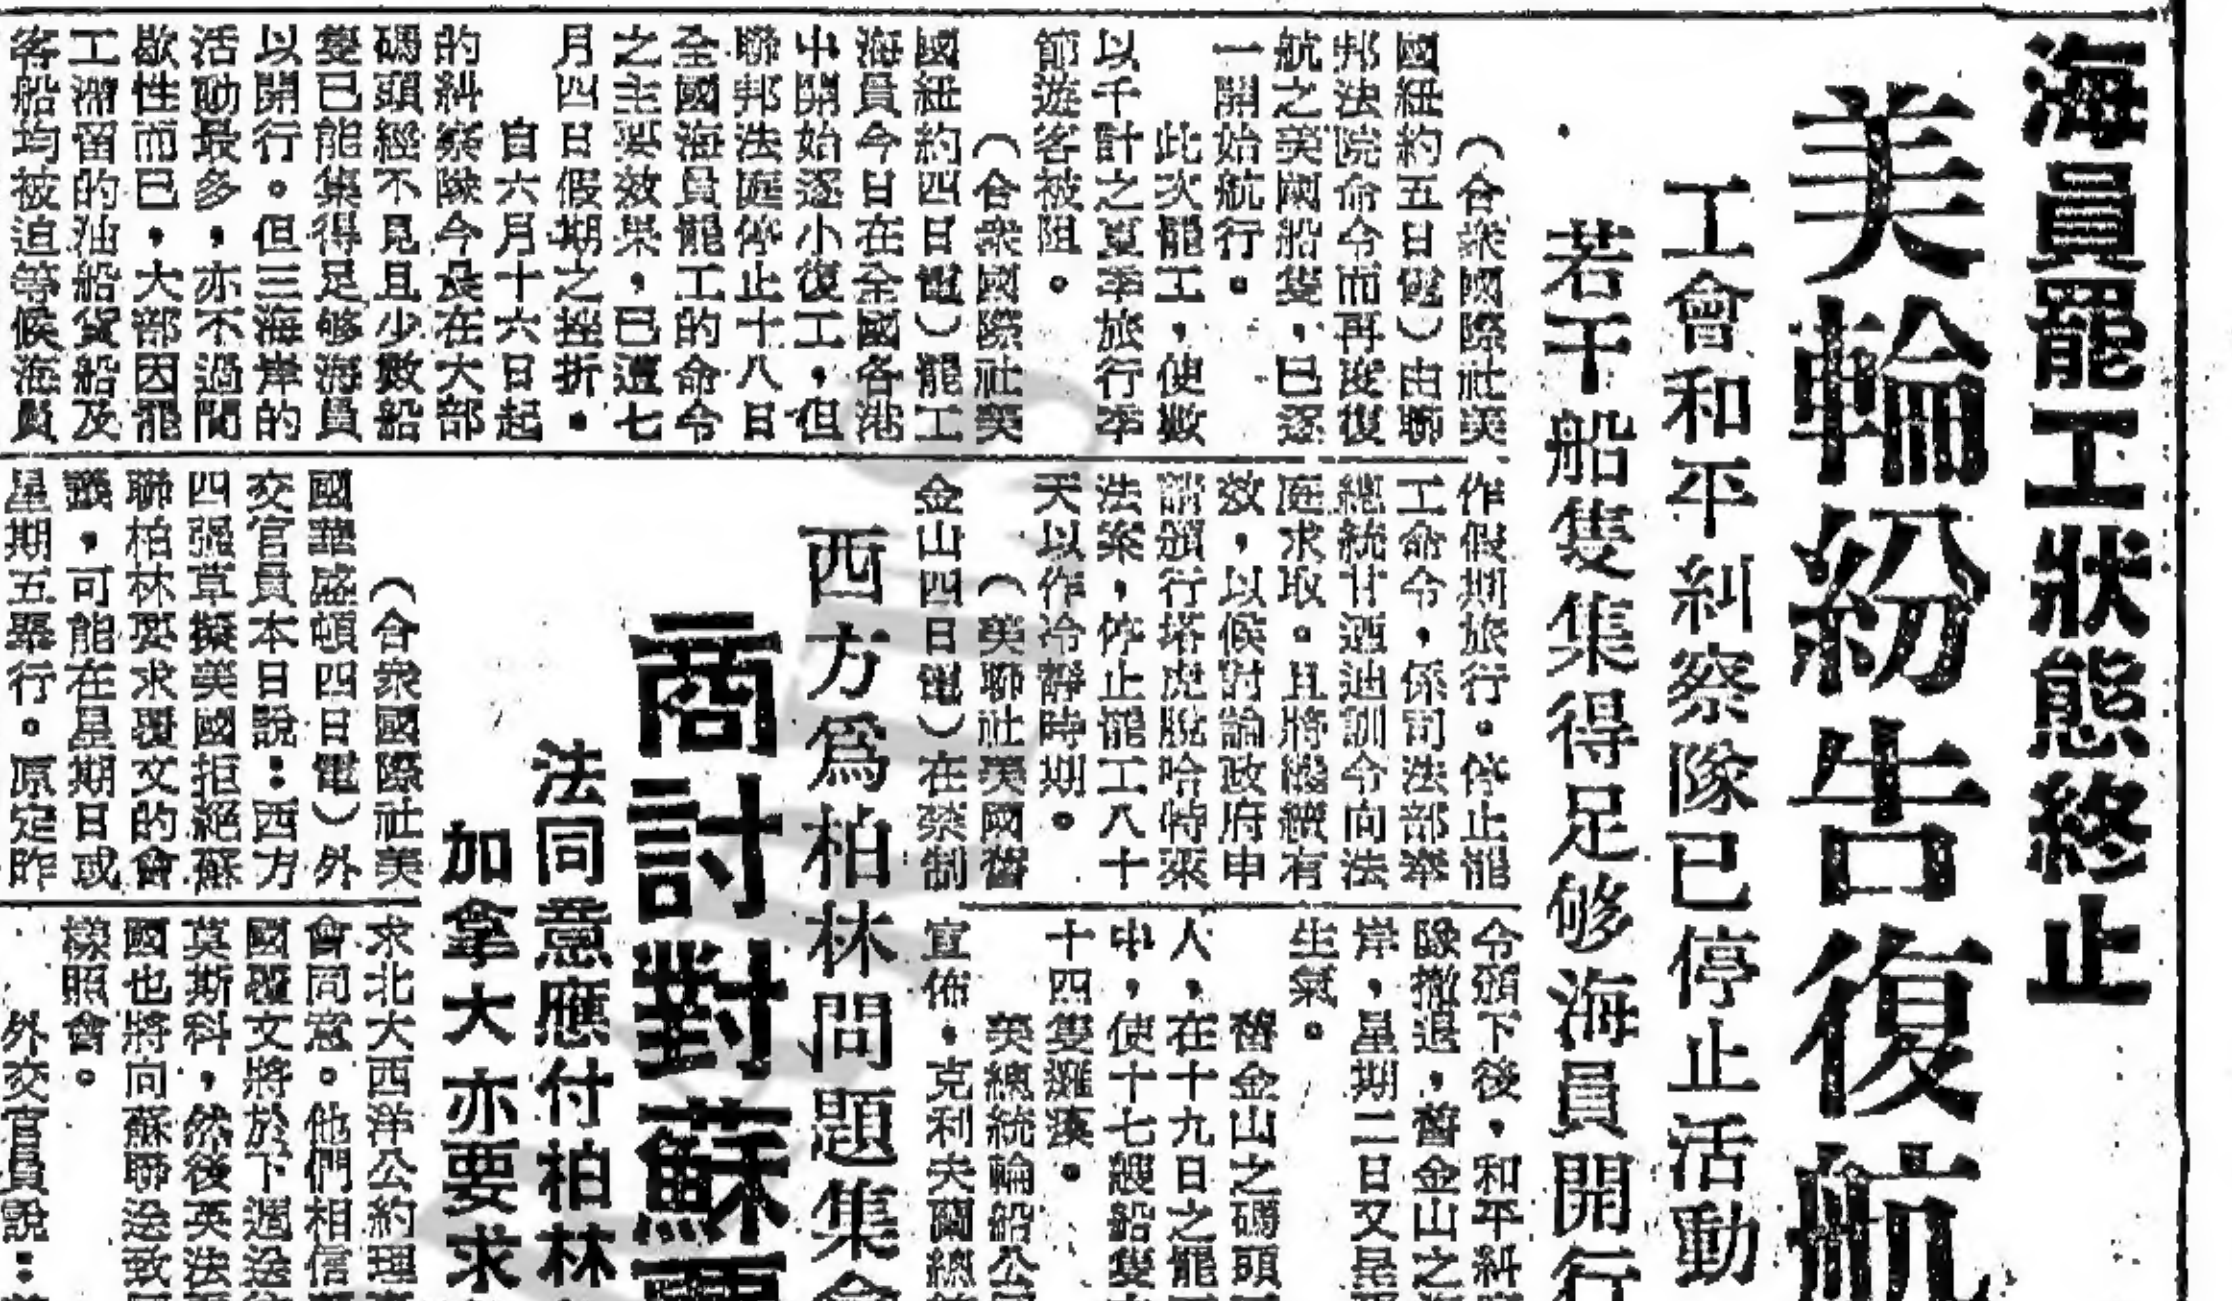 海員罷工狀態終止
美輪紛告復航
工會和平糾察隊已停止活動
若干船隻集得足够海員開行
（合衆國際社美
國紐約五日電）由聯
邦法院命令而再度復
航之美國船隻，已逐
一開始航行。
此次罷工，使數
以千計之夏季旅行季
節遊客被阻。
（合衆國際社美
國紐約四日電）罷工
海員今日在全國各港
中開始逐小復工，但
聯邦法庭停止十八日
全國海員罷工的命令
之主要效果，已遭七
月四日假期之挫折。
自六月十六日起
的糾察隊今晨在大部
碼頭經不見且少數船
變已能集得足够海員
以開行。但三海岸的
活動最多，亦不過間
歇性而已，大部因罷
工滯留的油船貨船及
客船均被迫等候海員
作假期旅行。停止罷
工命令，係司法部奉
總統甘迺迪訓令向法
庭求取。且將繼續有
效，以候討論政府申
請頒行塔虎脫哈特萊
法案，停止罷工八十
天以作冷靜時期。
（美聯社美國舊
金山四日電）在禁制
令頒下後，和平糾
隊撤退，舊金山之
岸，星期二日又是
生氣。
舊金山之碼頭
人，在十九日之罷
中，使十七艘船隻
十四隻灘瀆。
美總統輪船公
宣佈，克利夫蘭總
西方爲柏林問題集會
商討對蘇
法同意應付柏林
加拿大亦要求
（合衆國際社美
國華盛頓四日電）外
交官員本日說：西方
四强草擬美國拒絕蘇
聯柏林要求覆文的會
議，可能在星期日或
星期五舉行。原定昨
求北大西洋公約理
會同意。他們相信
國覆文將於下週送
莫斯科，然後英法
國也將向蘇聯送致
樣照會。
外交官員說：